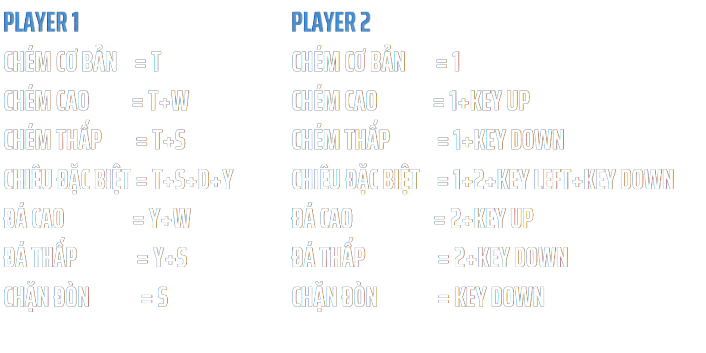 PLAYER 1
CHÉM CƠ BẢN = T
CHÉM CAO = T+W
CHÉM THẤP = T+S
CHIÊU ĐẶC BIỆT = T+S+D+Y
ĐÁ CAO = Y+W
ĐÁ THẤP = Y+S
CHẶN ĐÒN = S
PLAYER 2
CHÉM CƠ BẢN = 1
CHÉM CAO = 1+KEY UP
CHÉM THẤP = 1+KEY DOWN
CHIÊU ĐẶC BIỆT = 1+2+KEY LEFT+KEY DOWN
ĐÁ CAO = 2+KEY UP
ĐÁ THẤP = 2+KEY DOWN
CHẶN ĐÒN = KEY DOWN